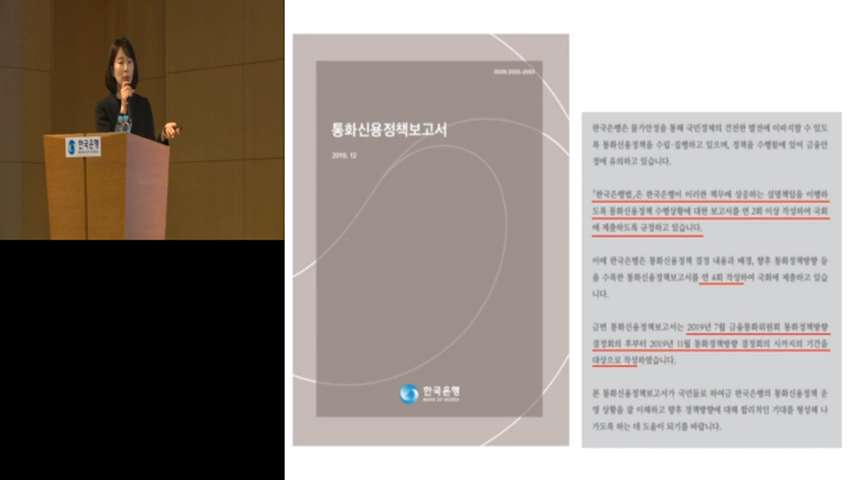 한국은행
ISSN 2005-2960
통화신용정책보고서
2019. 12
한국은행
BANK OF KOREA
한국은행은 물가안정을 통해 국민경제의 건전한 발전에 이바지할 수 있도
록 통화신용정책을 수립·집행하고 있으며, 정책을 수행함에 있어 금융안
정에 유의하고 있습니다.
「한국은행법」은 한국은행이 이러한 책무에 상응하는 설명책임을 이행하
도록 통화신용정책 수행상황에 대한 보고서를 연 2회 이상 작성하여 국회
에 제출하도록 규정하고 있습니다.
이에 한국은행은 통화신용정책 결정 내용과 배경, 향후 통화정책방향 등
을 수록한 통화신용정책보고서를 연 4회 작성하여 국회에 제출하고 있습
니다.
금번 통화신용정책보고서는 2019년 7월 금융통화위원회 통화정책방향
결정회의 후부터 2019년 11월 통화정책방향 결정회의 시까지의 기간을
대상으로 작성하였습니다.
본 통화신용정책보고서가 국민들로 하여금 한국은행의 통화신용정책 운
영 상황을 잘 이해하고 향후 정책방향에 대해 합리적인 기대를 형성해 나
가도록 하는 데 도움이 되기를 바랍니다.